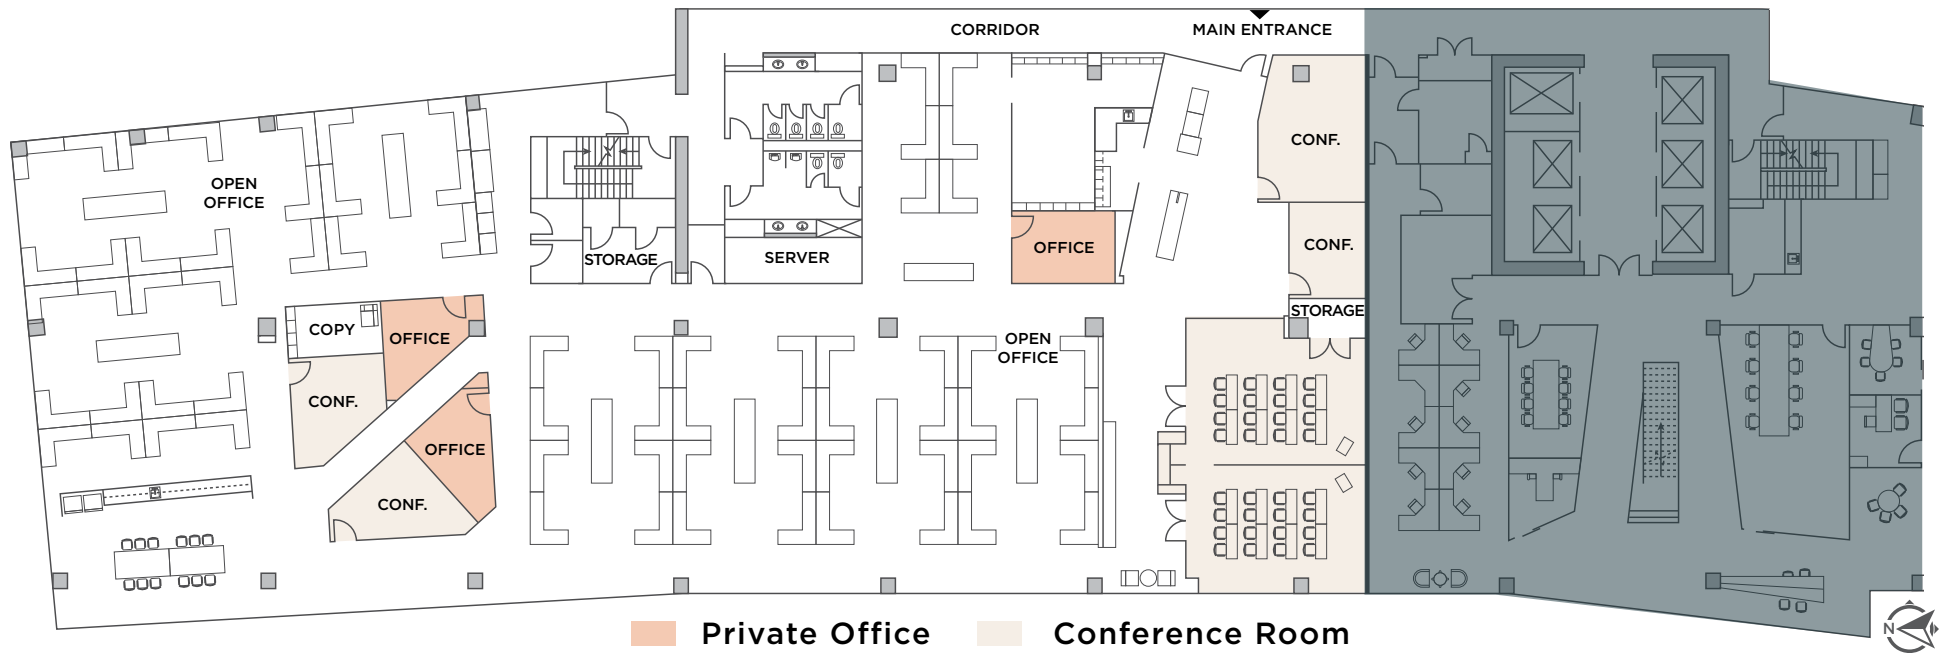 CORRIDOR
MAIN ENTRANCE
OPEN
OFFICE
CONF.
STORAGE
SERVER
OFFICE
CONF.
STORAGE
COPY
OFFICE
OPEN
OFFICE
CONF.
OFFICE
CONF.
Private Office
Conference Room
N